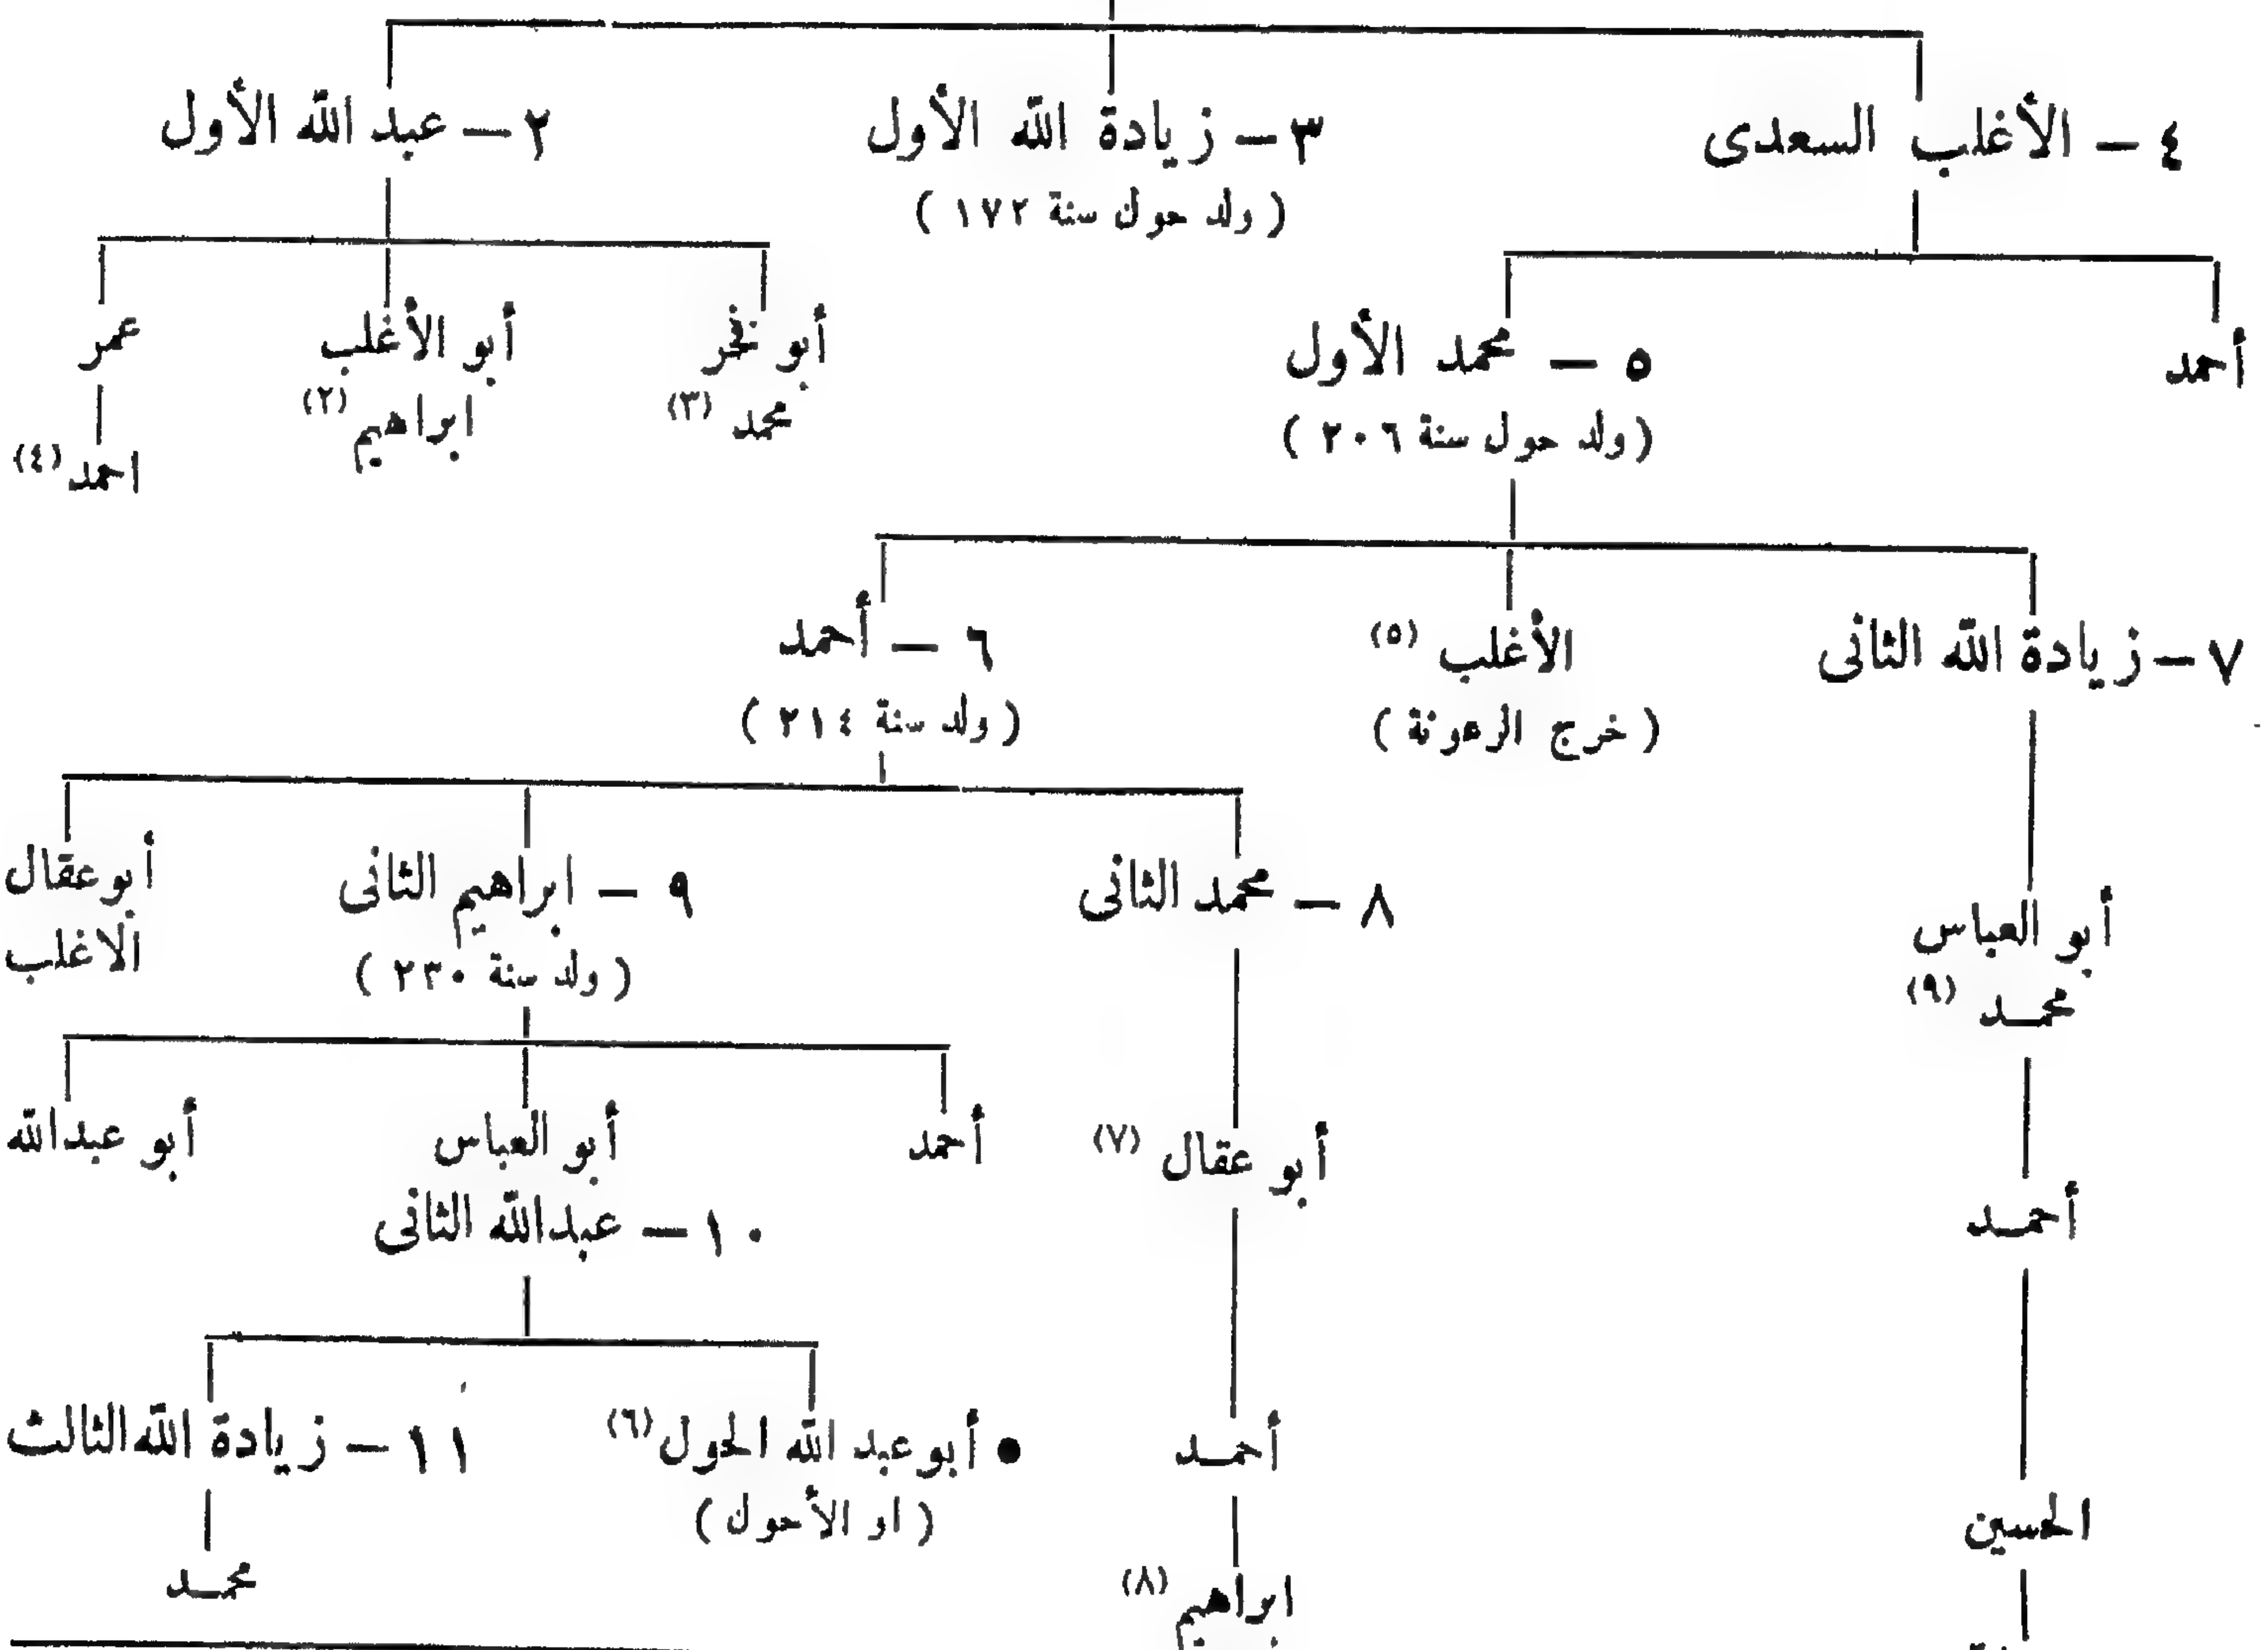 ٤ – الأغلب السعدى
٣ – زيادة الله الأول
٢ – عبد الله الأول
( ولد حول سنة ١٧٢ )
أحمد
٥ – محمد الأول
( ولد حول سنة ٢٠٦ )
أبو فخر
محمد (٣)
أبو الأغلب
ابراهيم (٢)
عمر
احمد (٤)
٧ – زيادة الله الثانى
الأغلب (٥)
( خرج الرعونة )
٦ – أحمد
( ولد سنة ٢١٤ )
أبو العباس
محمد (٩)
٨ – محمد الثانى
٩ – ابراهيم الثانى
( ولد سنة ٢٣٠ )
أبو عقال
الاغلب
أحمد
أبو عقال (٧)
أحمد
أبو العباس
١٠ – عبدالله الثانى
أبو عبدالله
الحسين
أحمد
ابراهيم (٨)
● أبو عبد الله الحول (٦)
( او الأحول )
١١ – زيادة الله الثالث
محمد